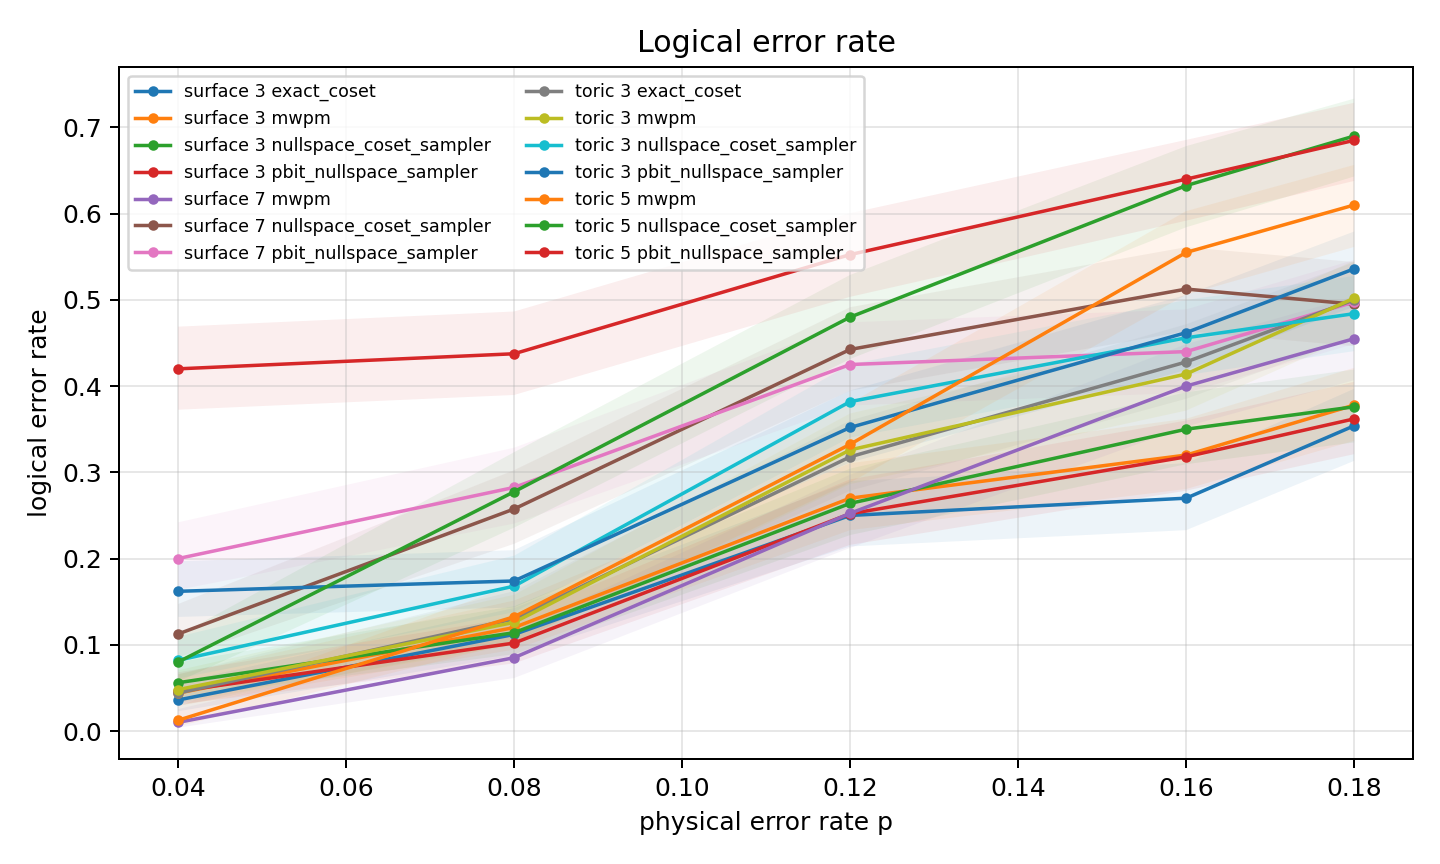 Logical error rate
surface 3 exact_coset
surface 3 mwpm
surface 3 nullspace_coset_sampler
surface 3 pbit_nullspace_sampler
surface 7 mwpm
surface 7 nullspace_coset_sampler
surface 7 pbit_nullspace_sampler
toric 3 exact_coset
toric 3 mwpm
toric 3 nullspace_coset_sampler
toric 3 pbit_nullspace_sampler
toric 5 mwpm
toric 5 nullspace_coset_sampler
toric 5 pbit_nullspace_sampler
logical error rate
0.7
0.6
0.5
0.4
0.3
0.2
0.1
0.0
0.04 0.06 0.08 0.10 0.12 0.14 0.16 0.18
physical error rate p